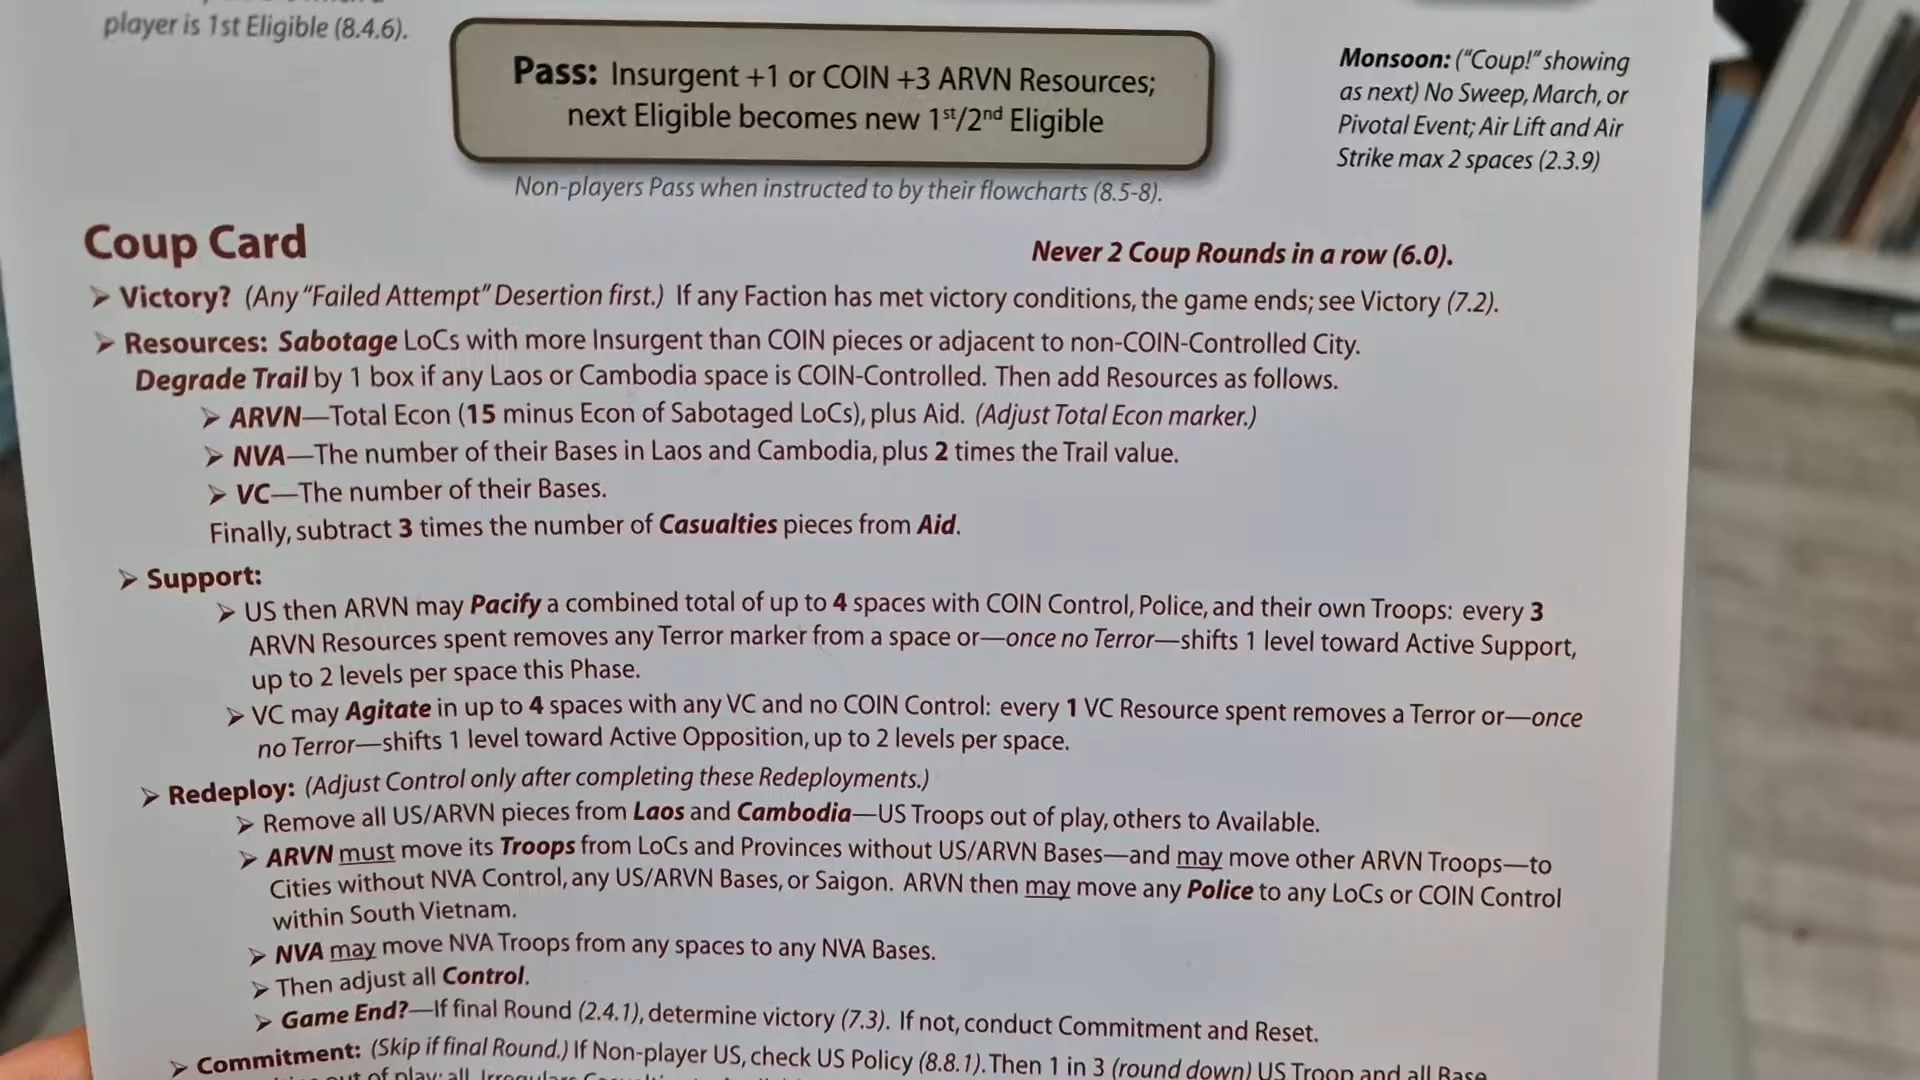 player is 1st Eligible (8.4.6).
Pass: Insurgent +1 or COIN +3 ARVN Resources;
next Eligible becomes new 1st/2nd Eligible
Non-players Pass when instructed to by their flowcharts (8.5-8).
Monsoon: ("Coup!" showing
as next) No Sweep, March, or
Pivotal Event; Air Lift and Air
Strike max 2 spaces (2.3.9)
Coup Card
Never 2 Coup Rounds in a row (6.0).
➤ Victory? (Any "Failed Attempt" Desertion first.) If any Faction has met victory conditions, the game ends; see Victory (7.2).
➤ Resources: Sabotage LoCs with more Insurgent than COIN pieces or adjacent to non-COIN-Controlled City.
Degrade Trail by 1 box if any Laos or Cambodia space is COIN-Controlled. Then add Resources as follows.
➤ ARVN—Total Econ (15 minus Econ of Sabotaged LoCs), plus Aid. (Adjust Total Econ marker.)
➤ NVA—The number of their Bases in Laos and Cambodia, plus 2 times the Trail value.
➤ VC—The number of their Bases.
Finally, subtract 3 times the number of Casualties pieces from Aid.
➤ Support:
➤ US then ARVN may Pacify a combined total of up to 4 spaces with COIN Control, Police, and their own Troops: every 3
ARVN Resources spent removes any Terror marker from a space or—once no Terror—shifts 1 level toward Active Support,
up to 2 levels per space this Phase.
➤ VC may Agitate in up to 4 spaces with any VC and no COIN Control: every 1 VC Resource spent removes a Terror or—once
no Terror—shifts 1 level toward Active Opposition, up to 2 levels per space.
➤ Redeploy: (Adjust Control only after completing these Redeployments.)
➤ Remove all US/ARVN pieces from Laos and Cambodia—US Troops out of play, others to Available.
➤ ARVN must move its Troops from LoCs and Provinces without US/ARVN Bases—and may move other ARVN Troops—to
Cities without NVA Control, any US/ARVN Bases, or Saigon. ARVN then may move any Police to any LoCs or COIN Control
within South Vietnam.
➤ NVA may move NVA Troops from any spaces to any NVA Bases.
➤ Then adjust all Control.
➤ Game End?—If final Round (2.4.1), determine victory (7.3). If not, conduct Commitment and Reset.
➤ Commitment: (Skip if final Round.) If Non-player US, check US Policy (8.8.1). Then 1 in 3 (round down) US Troop and all Base
out of play; all Irregulars